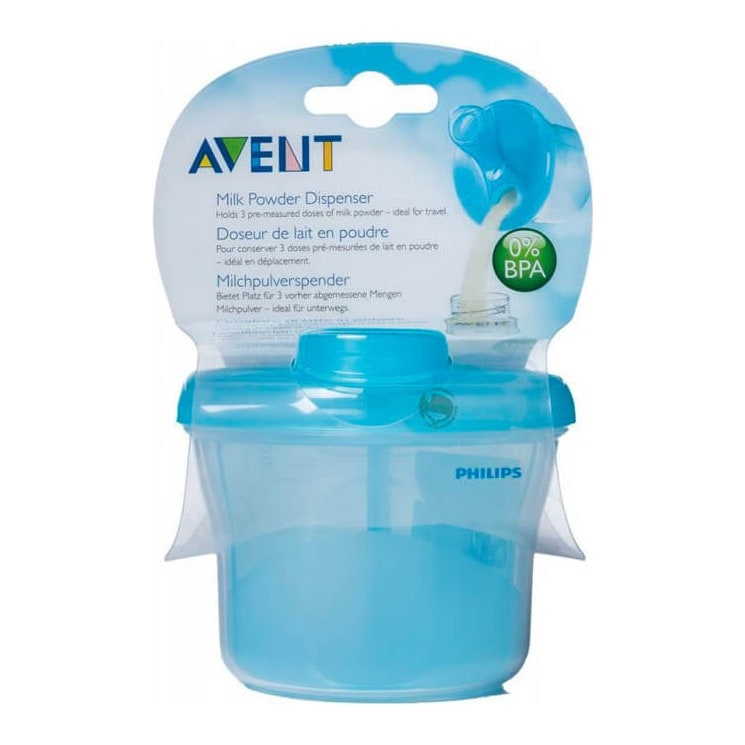 AVENT
Milk Powder Dispenser
Holds 3 pre-measured doses of milk powder – ideal for travel.
Doseur de lait en poudre
Pour conserver 3 doses pré-mesurées de lait en poudre
– idéal en déplacement.
Milchpulverspender
Bietet Platz für 3 vorher abgemessene Mengen
Milchpulver – ideal für unterwegs.
0%
BPA
AVENT
PHILIPS